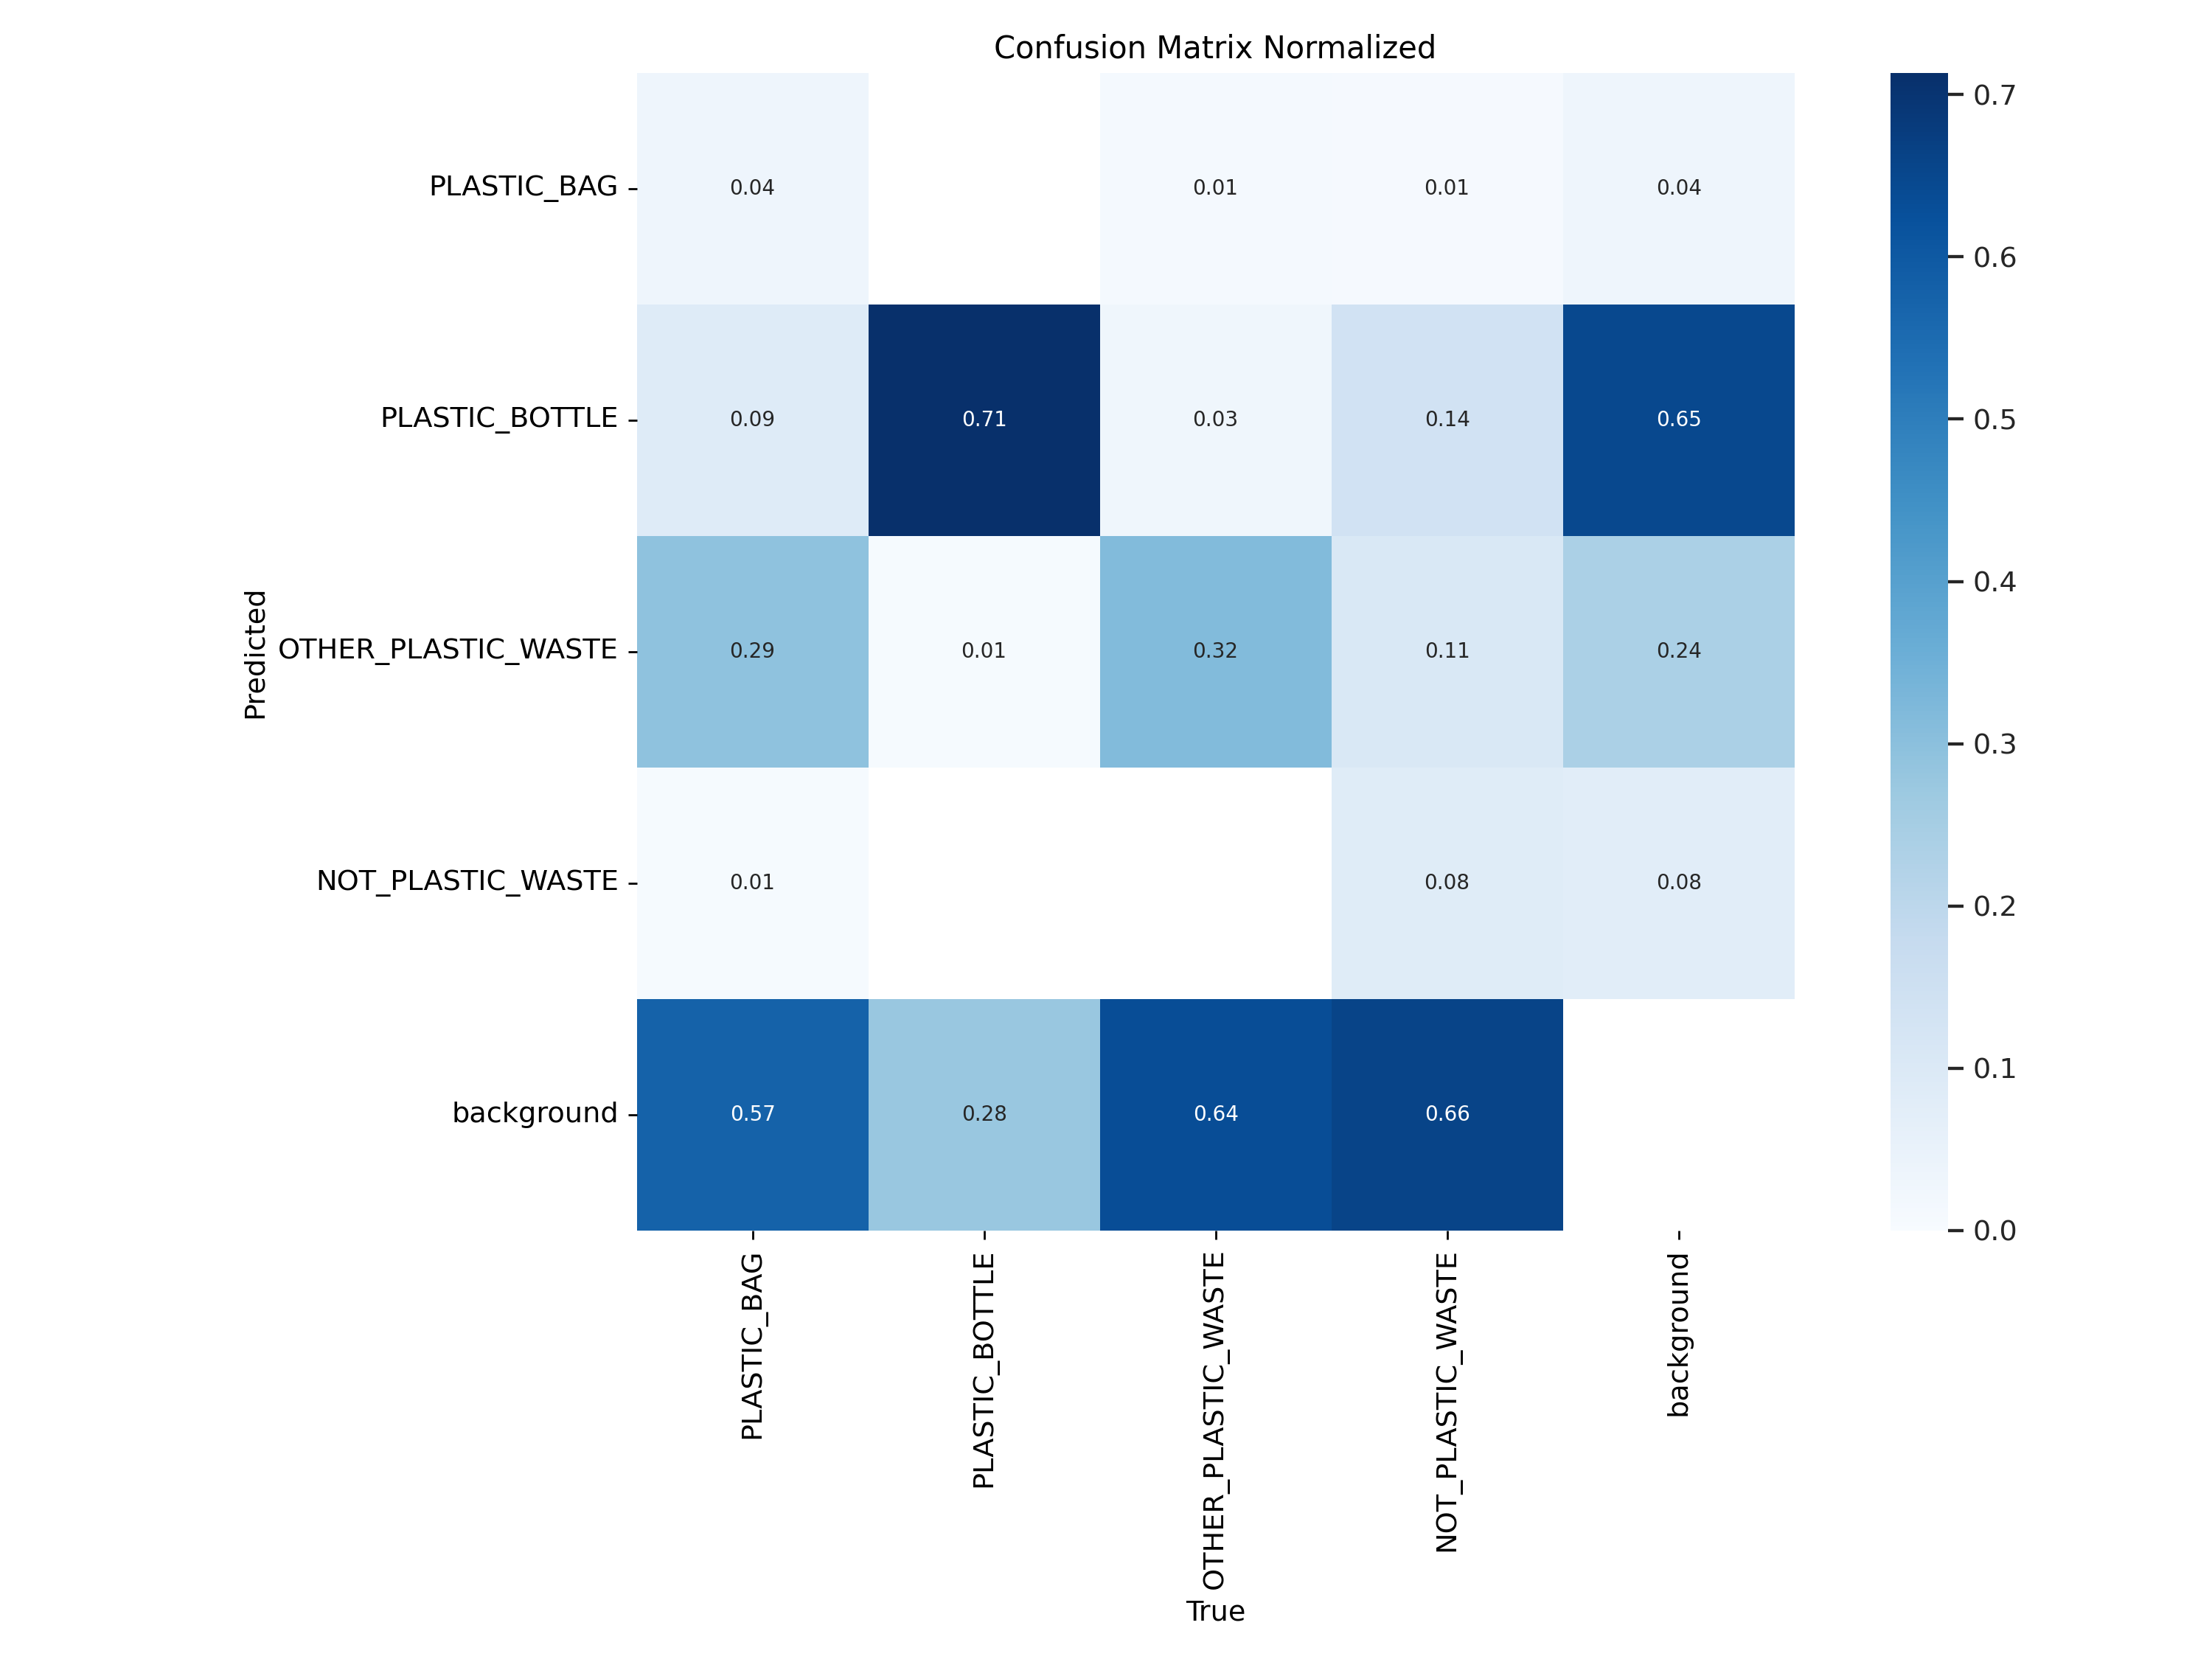 Confusion Matrix Normalized
PLASTIC_BAG
0.04
0.01
0.01
0.04
PLASTIC_BOTTLE
0.09
0.71
0.03
0.14
0.65
OTHER_PLASTIC_WASTE
0.29
0.01
0.32
0.11
0.24
NOT_PLASTIC_WASTE
0.01
0.08
0.08
background
0.57
0.28
0.64
0.66
Predicted
PLASTIC_BAG
PLASTIC_BOTTLE
OTHER_PLASTIC_WASTE
NOT_PLASTIC_WASTE
background
True
0.7
0.6
0.5
0.4
0.3
0.2
0.1
0.0